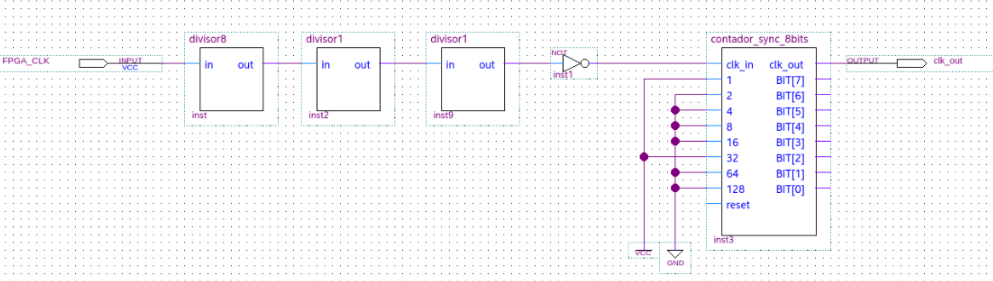 divisor8
divisor1
divisor1
contador_sync_8bits
FPGA_CLK
INPUT
VCC
in out
in out
in out
NOT
inst1
clk_in clk_out
OUTPUT
clk_out
1 BIT[7]
2 BIT[6]
4 BIT[5]
8 BIT[4]
16 BIT[3]
32 BIT[2]
64 BIT[1]
128 BIT[0]
reset
inst
inst2
inst9
inst3
VCC
GND